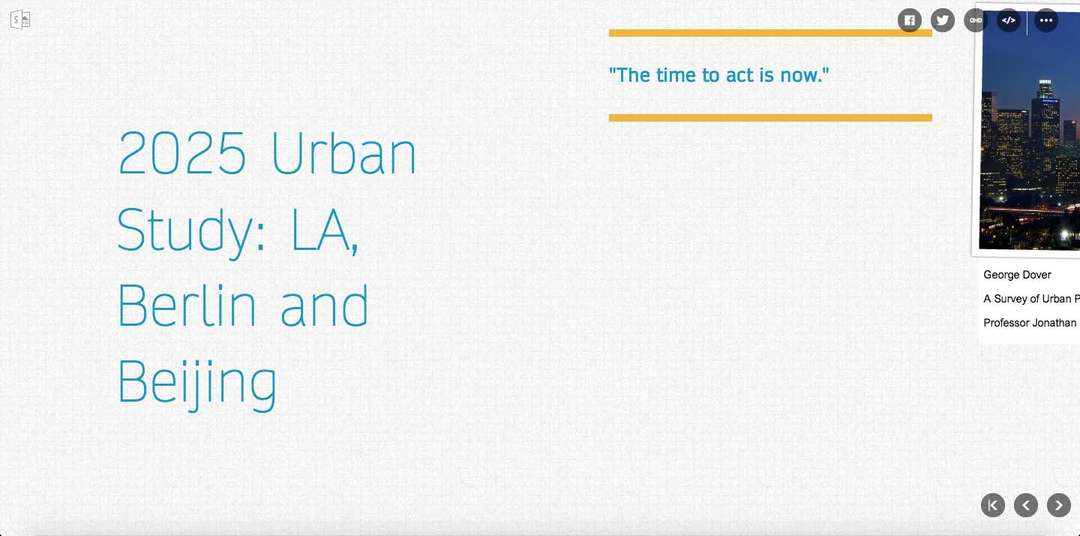 2025 Urban
Study: LA,
Berlin and
Beijing
"The time to act is now."
George Dover
A Survey of Urban
Professor Jonathan